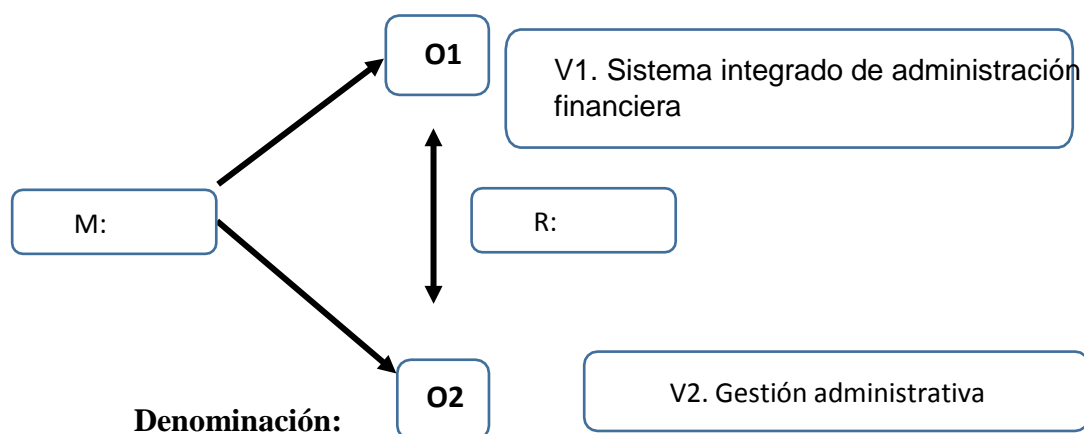 O1
V1. Sistema integrado de administración
financiera
M:
R:
O2
V2. Gestión administrativa
Denominación: